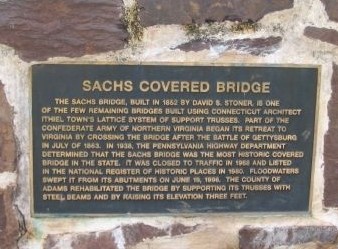 SACHS COVERED BRIDGE
THE SACHS BRIDGE, BUILT IN 1852 BY DAVID S. STONER, IS ONE
OF THE FEW REMAINING BRIDGES BUILT USING CONNECTICUT ARCHITECT
ITHIEL TOWN'S LATTICE SYSTEM OF SUPPORT TRUSSES. PART OF THE
CONFEDERATE ARMY OF NORTHERN VIRGINIA BEGAN ITS RETREAT TO
VIRGINIA BY CROSSING THE BRIDGE AFTER THE BATTLE OF GETTYSBURG
IN JULY OF 1863. IN 1938, THE PENNSYLVANIA HIGHWAY DEPARTMENT
DETERMINED THAT THE SACHS BRIDGE WAS THE MOST HISTORIC COVERED
BRIDGE IN THE STATE. IT WAS CLOSED TO TRAFFIC IN 1968 AND LISTED
IN THE NATIONAL REGISTER OF HISTORIC PLACES IN 1980. FLOODWATERS
SWEPT IT FROM ITS ABUTMENTS ON JUNE 19, 1996. THE COUNTY OF
ADAMS REHABILITATED THE BRIDGE BY SUPPORTING ITS TRUSSES WITH
STEEL BEAMS AND BY RAISING ITS ELEVATION THREE FEET.